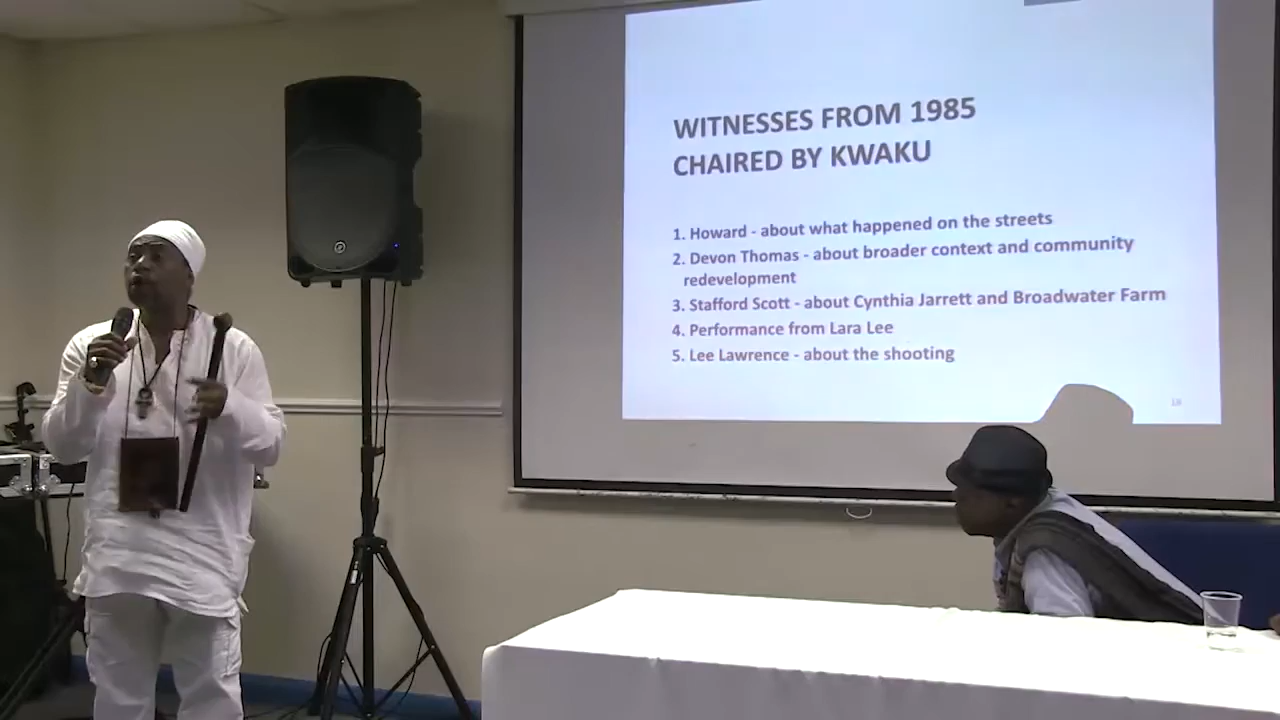 WITNESSES FROM 1985
CHAIRED BY KWAKU
1. Howard - about what happened on the streets
2. Devon Thomas - about broader context and community
redevelopment
3. Stafford Scott - about Cynthia Jarrett and Broadwater Farm
4. Performance from Lara Lee
5. Lee Lawrence - about the shooting